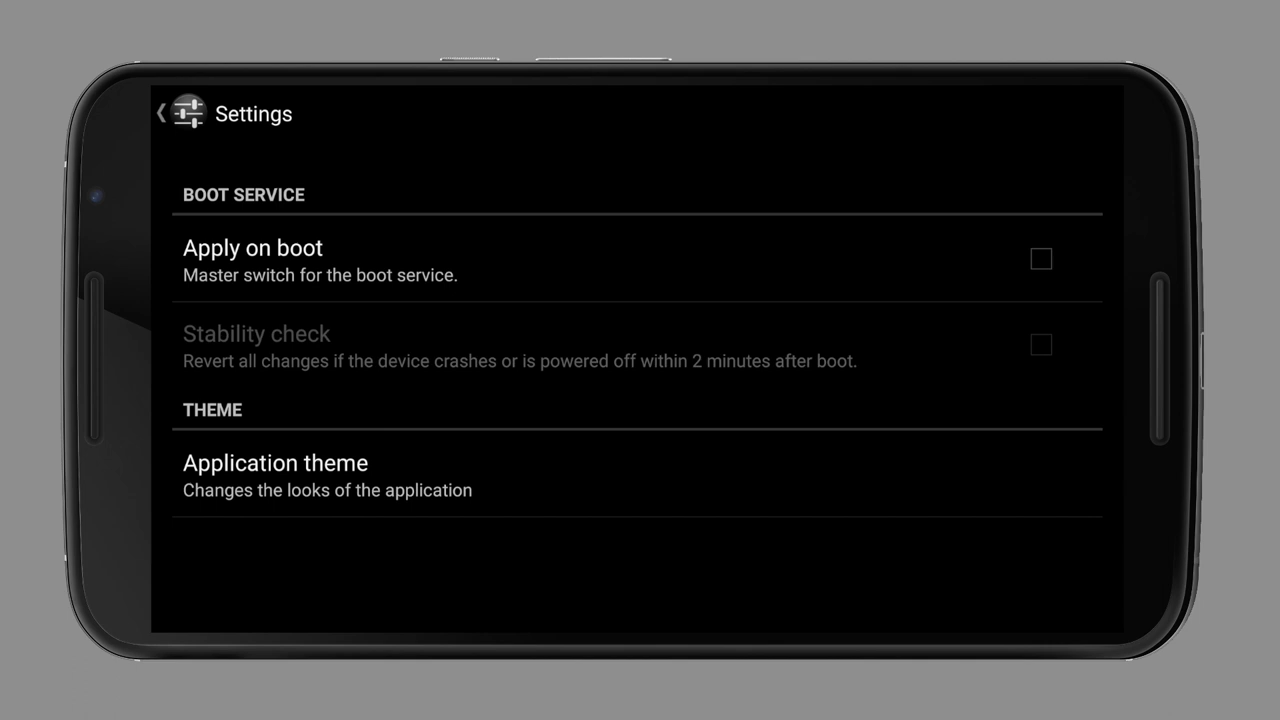 Settings
BOOT SERVICE
Apply on boot
Master switch for the boot service.
Stability check
Revert all changes if the device crashes or is powered off within 2 minutes after boot.
THEME
Application theme
Changes the looks of the application